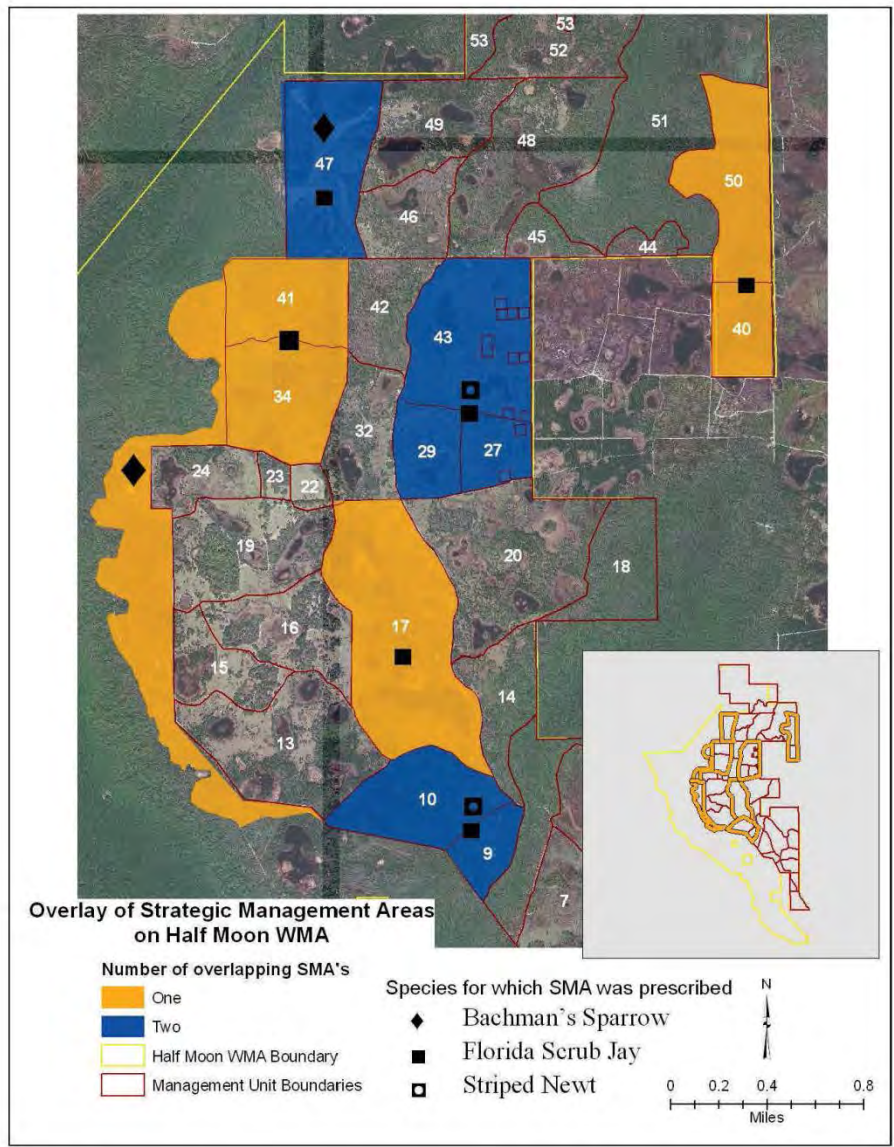 53
53
52
49
48
51
47
50
46
45
44
41
42
43
40
34
32
29
27
24
23
22
19
20
18
16
17
15
14
13
10
9
7
Overlay of Strategic Management Areas
on Half Moon WMA
Number of overlapping SMA's
One
Two
Half Moon WMA Boundary
Management Unit Boundaries
Species for which SMA was prescribed
Bachman's Sparrow
Florida Scrub Jay
Striped Newt
N
0 0.2 0.4 0.8
Miles